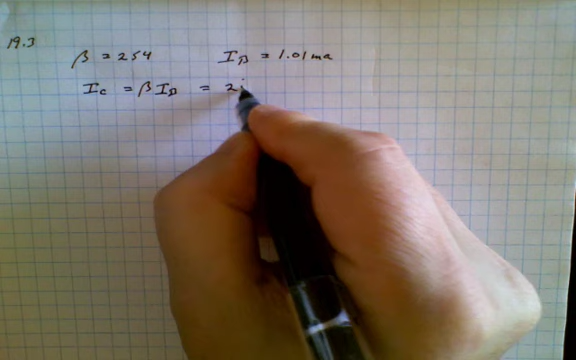 19.3
β = 254 I_B = 1.01 ma
I_C = β I_B = 2